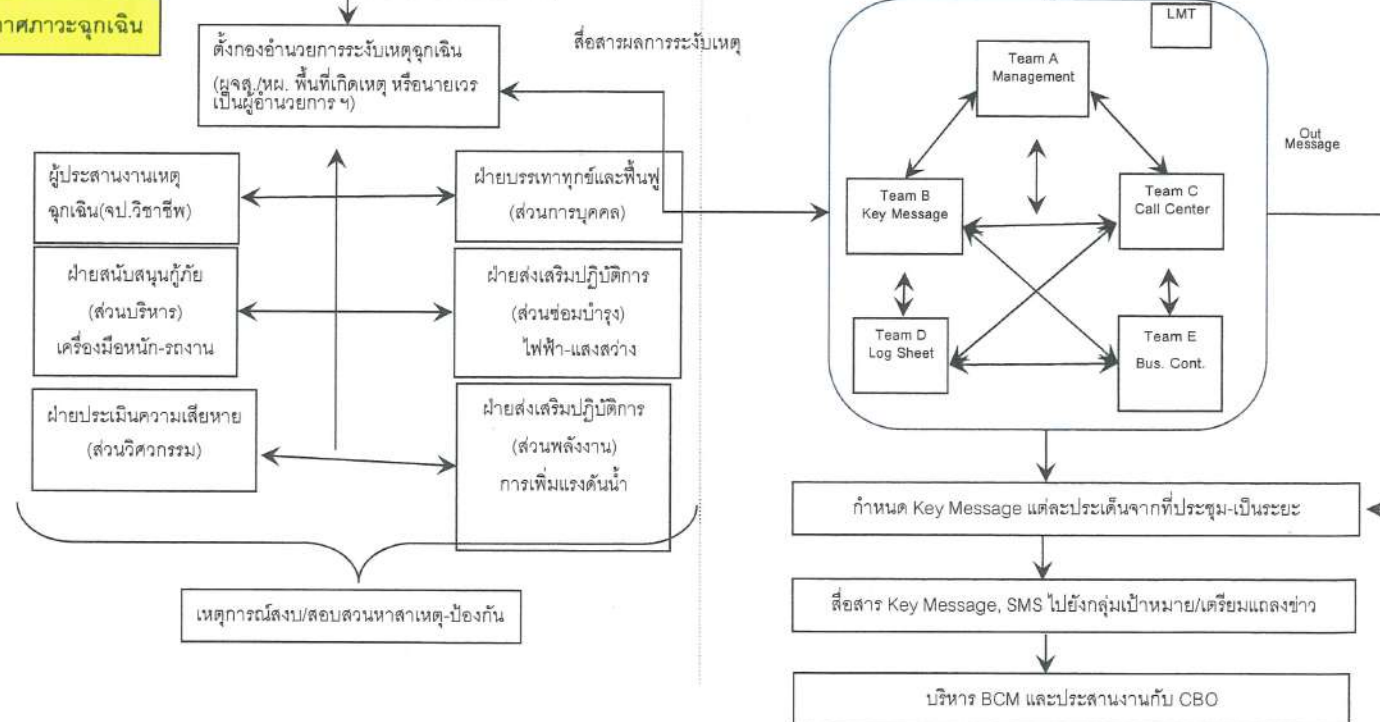 าศภาวะฉุกเฉิน
ตั้งกองอำนวยการระงับเหตุฉุกเฉิน
(ผจส./หผ. พื้นที่เกิดเหตุ หรือนายเวร
เป็นผู้อำนวยการ ฯ)
สื่อสารผลการระงับเหตุ
ผู้ประสานงานเหตุ
ฉุกเฉิน(จป.วิชาชีพ)
ฝ่ายบรรเทาทุกข์และฟื้นฟู
(ส่วนการบุคคล)
ฝ่ายสนับสนุนกู้ภัย
(ส่วนบริหาร)
เครื่องมือหนัก-รถงาน
ฝ่ายส่งเสริมปฏิบัติการ
(ส่วนซ่อมบำรุง)
ไฟฟ้า-แสงสว่าง
ฝ่ายประเมินความเสียหาย
(ส่วนวิศวกรรม)
ฝ่ายส่งเสริมปฏิบัติการ
(ส่วนพลังงาน)
การเพิ่มแรงดันน้ำ
เหตุการณ์สงบ/สอบสวนหาสาเหตุ-ป้องกัน
LMT
Team A
Management
Team B
Key Message
Team C
Call Center
Team D
Log Sheet
Team E
Bus. Cont.
Out
Message
กำหนด Key Message แต่ละประเด็นจากที่ประชุม-เป็นระยะ
สื่อสาร Key Message, SMS ไปยังกลุ่มเป้าหมาย/เตรียมแถลงข่าว
บริหาร BCM และประสานงานกับ CBO